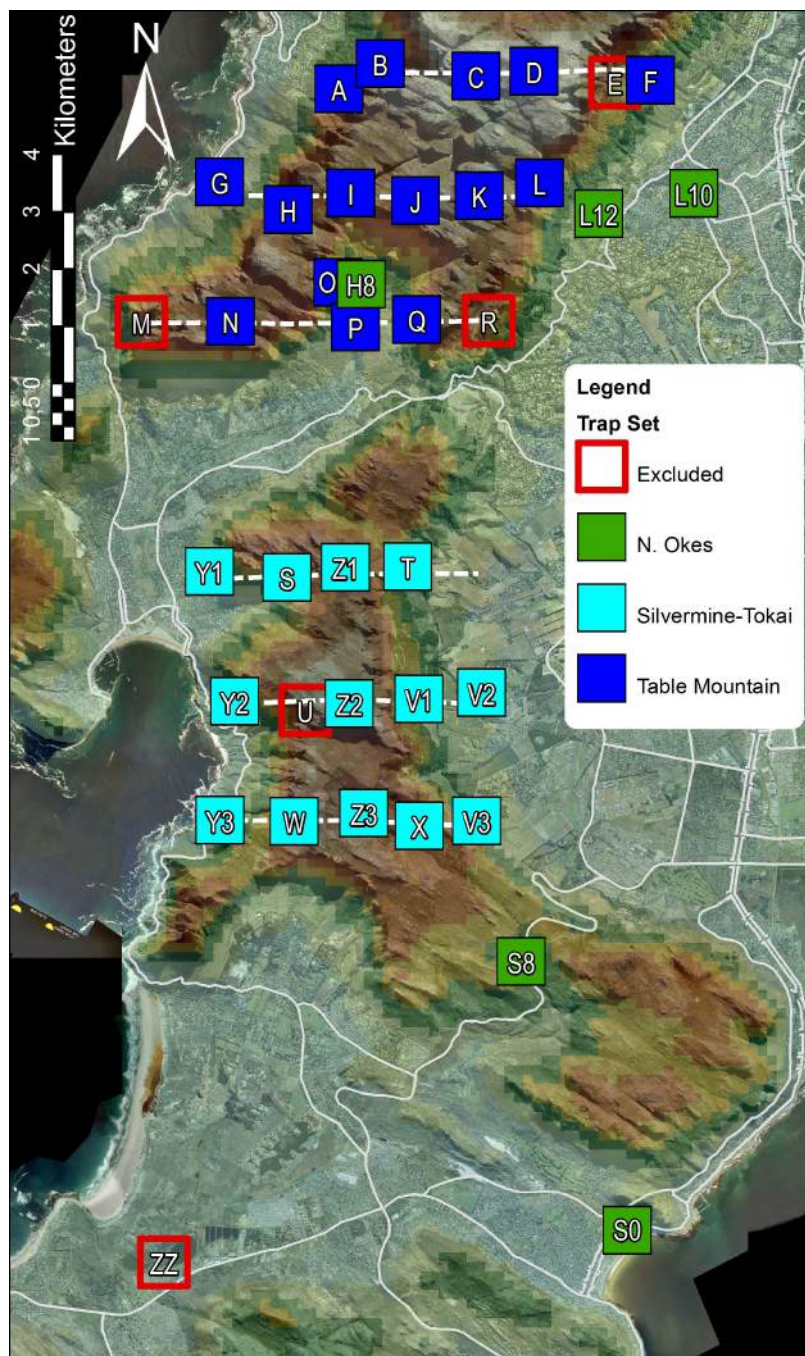 N
Kilometers
4
3
2
1 0.5 0
A
B
C
D
E
F
G
H
I
J
K
L
L12
L10
O
H8
M
N
P
Q
R
Legend
Trap Set
Excluded
N. Okes
Silvermine-Tokai
Table Mountain
Y1
S
Z1
T
Y2
U
Z2
V1
V2
Y3
W
Z3
X
V3
S8
S0
ZZ